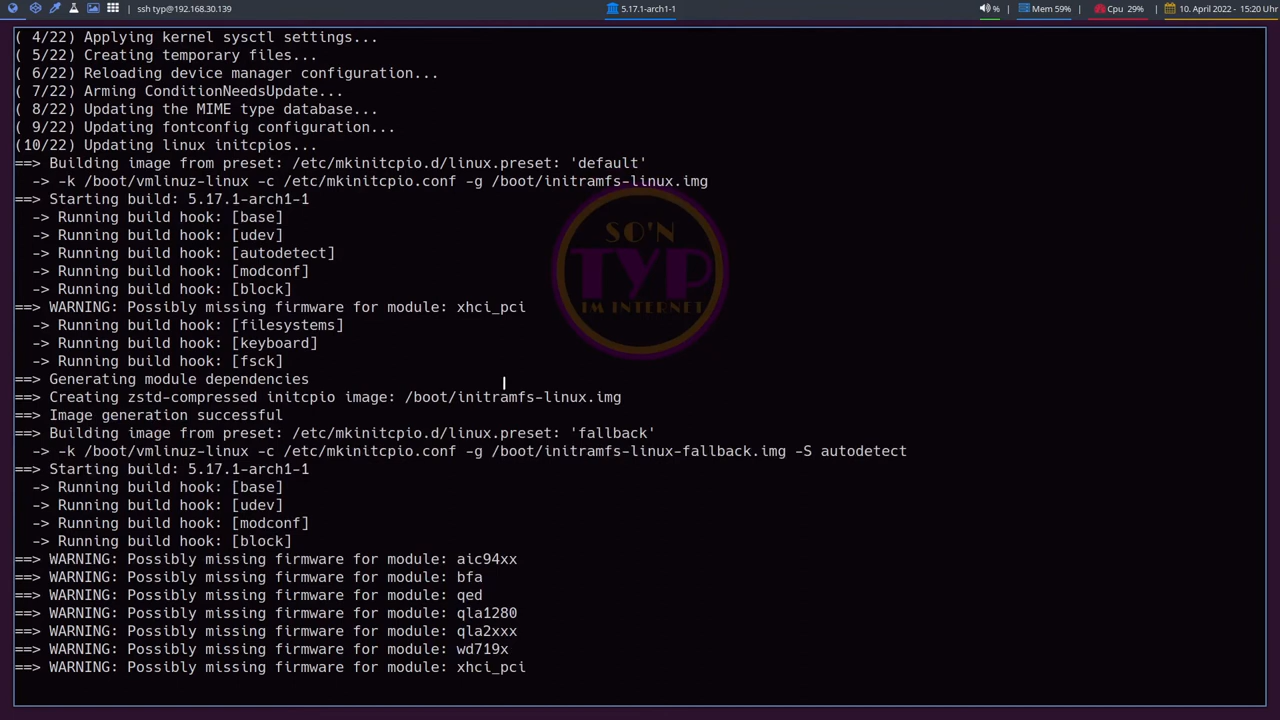 ssh typ@192.168.30.139
5.17.1-arch1-1
%
Mem 59%
Cpu 29%
10. April 2022 - 15:20 Uhr
( 4/22) Applying kernel sysctl settings...
( 5/22) Creating temporary files...
( 6/22) Reloading device manager configuration...
( 7/22) Arming ConditionNeedsUpdate...
( 8/22) Updating the MIME type database...
( 9/22) Updating fontconfig configuration...
(10/22) Updating linux initcpios...
==> Building image from preset: /etc/mkinitcpio.d/linux.preset: 'default'
  -> -k /boot/vmlinuz-linux -c /etc/mkinitcpio.conf -g /boot/initramfs-linux.img
==> Starting build: 5.17.1-arch1-1
  -> Running build hook: [base]
  -> Running build hook: [udev]
  -> Running build hook: [autodetect]
  -> Running build hook: [modconf]
  -> Running build hook: [block]
==> WARNING: Possibly missing firmware for module: xhci_pci
  -> Running build hook: [filesystems]
  -> Running build hook: [keyboard]
  -> Running build hook: [fsck]
==> Generating module dependencies
==> Creating zstd-compressed initcpio image: /boot/initramfs-linux.img
==> Image generation successful
==> Building image from preset: /etc/mkinitcpio.d/linux.preset: 'fallback'
  -> -k /boot/vmlinuz-linux -c /etc/mkinitcpio.conf -g /boot/initramfs-linux-fallback.img -S autodetect
==> Starting build: 5.17.1-arch1-1
  -> Running build hook: [base]
  -> Running build hook: [udev]
  -> Running build hook: [modconf]
  -> Running build hook: [block]
==> WARNING: Possibly missing firmware for module: aic94xx
==> WARNING: Possibly missing firmware for module: bfa
==> WARNING: Possibly missing firmware for module: qed
==> WARNING: Possibly missing firmware for module: qla1280
==> WARNING: Possibly missing firmware for module: qla2xxx
==> WARNING: Possibly missing firmware for module: wd719x
==> WARNING: Possibly missing firmware for module: xhci_pci
SO'N
TYP
IM INTERNET